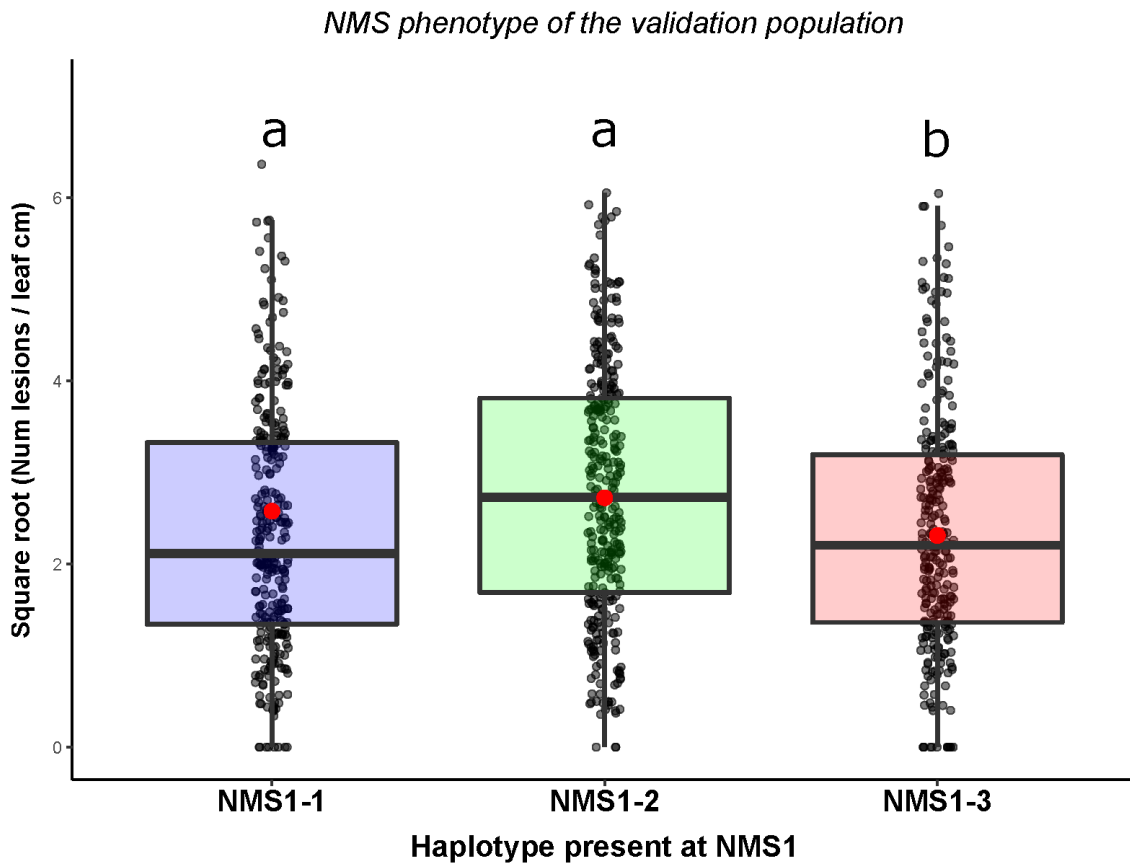 NMS phenotype of the validation population
a a b
6
4
2
0
Square root (Num lesions / leaf cm)
NMS1-1 NMS1-2 NMS1-3
Haplotype present at NMS1